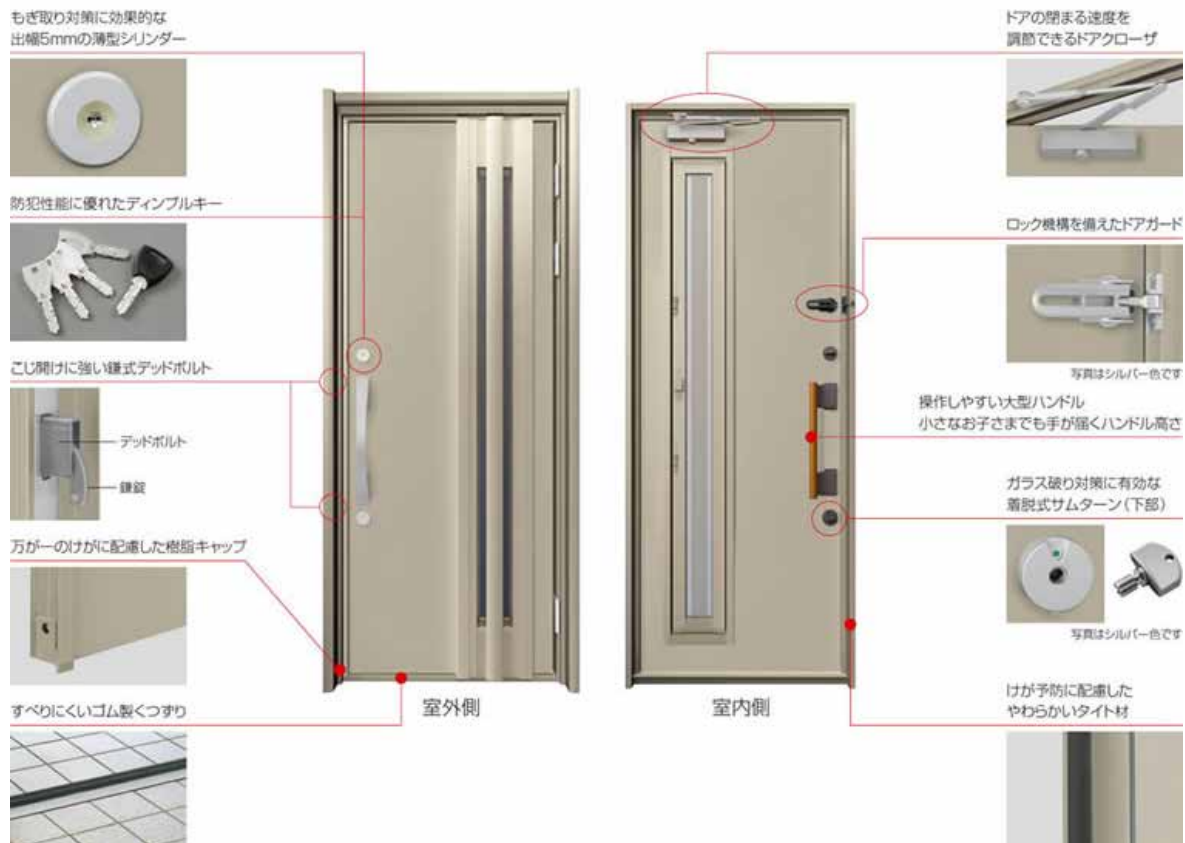 もぎ取り対策に効果的な
出幅5mmの薄型シリンダー
防犯性能に優れたディンプルキー
こじ開けに強い鎌式デッドボルト
デッドボルト
鎌錠
万が一のけがに配慮した樹脂キャップ
すべりにくいゴム製くつずり
室外側
室内側
ドアの閉まる速度を
調節できるドアクローザ
ロック機構を備えたドアガード
写真はシルバー色です
操作しやすい大型ハンドル
小さなお子さまでも手が届くハンドル高さ
ガラス破り対策に有効な
着脱式サムターン(下部)
写真はシルバー色です
けが予防に配慮した
やわらかいタイト材